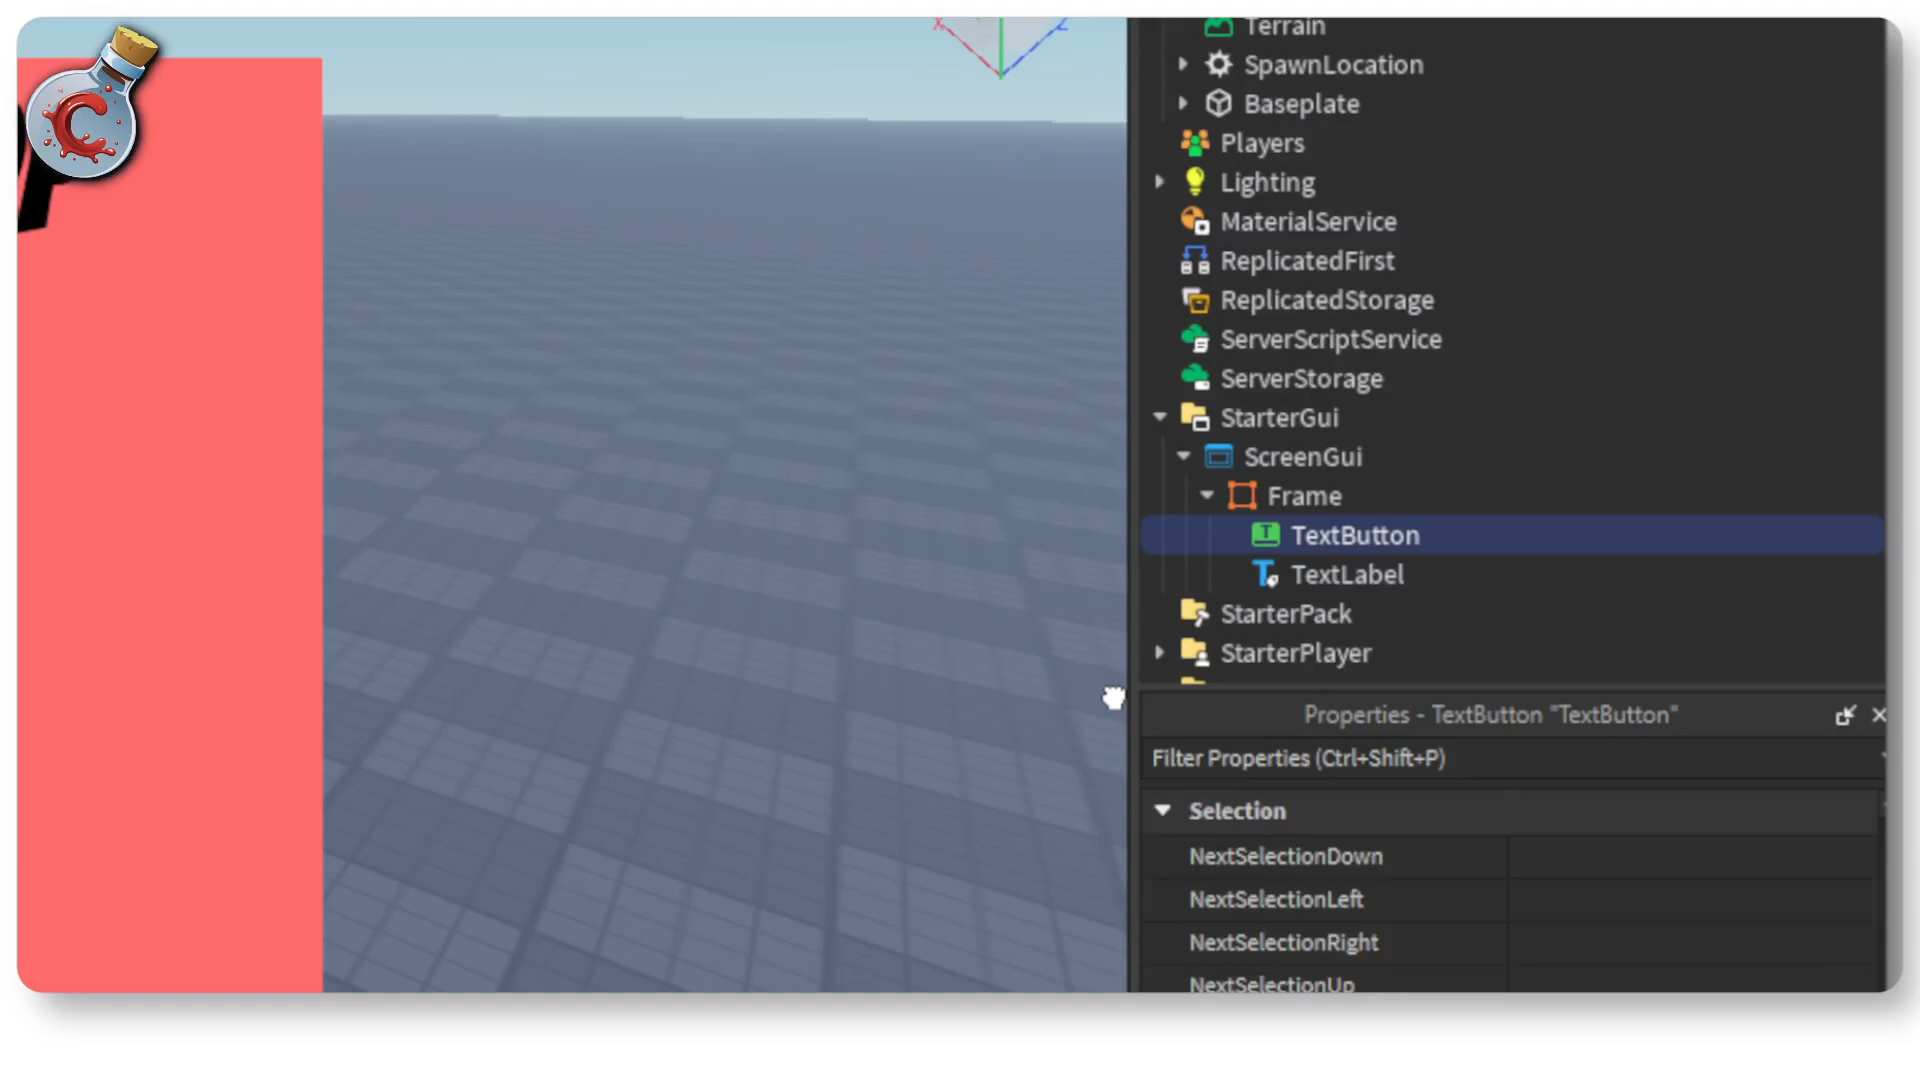 C
X
Z
Terrain
SpawnLocation
Baseplate
Players
Lighting
MaterialService
ReplicatedFirst
ReplicatedStorage
ServerScriptService
ServerStorage
StarterGui
ScreenGui
Frame
TextButton
TextLabel
StarterPack
StarterPlayer
Properties - TextButton "TextButton"
Filter Properties (Ctrl+Shift+P)
Selection
NextSelectionDown
NextSelectionLeft
NextSelectionRight
NextSelectionUp